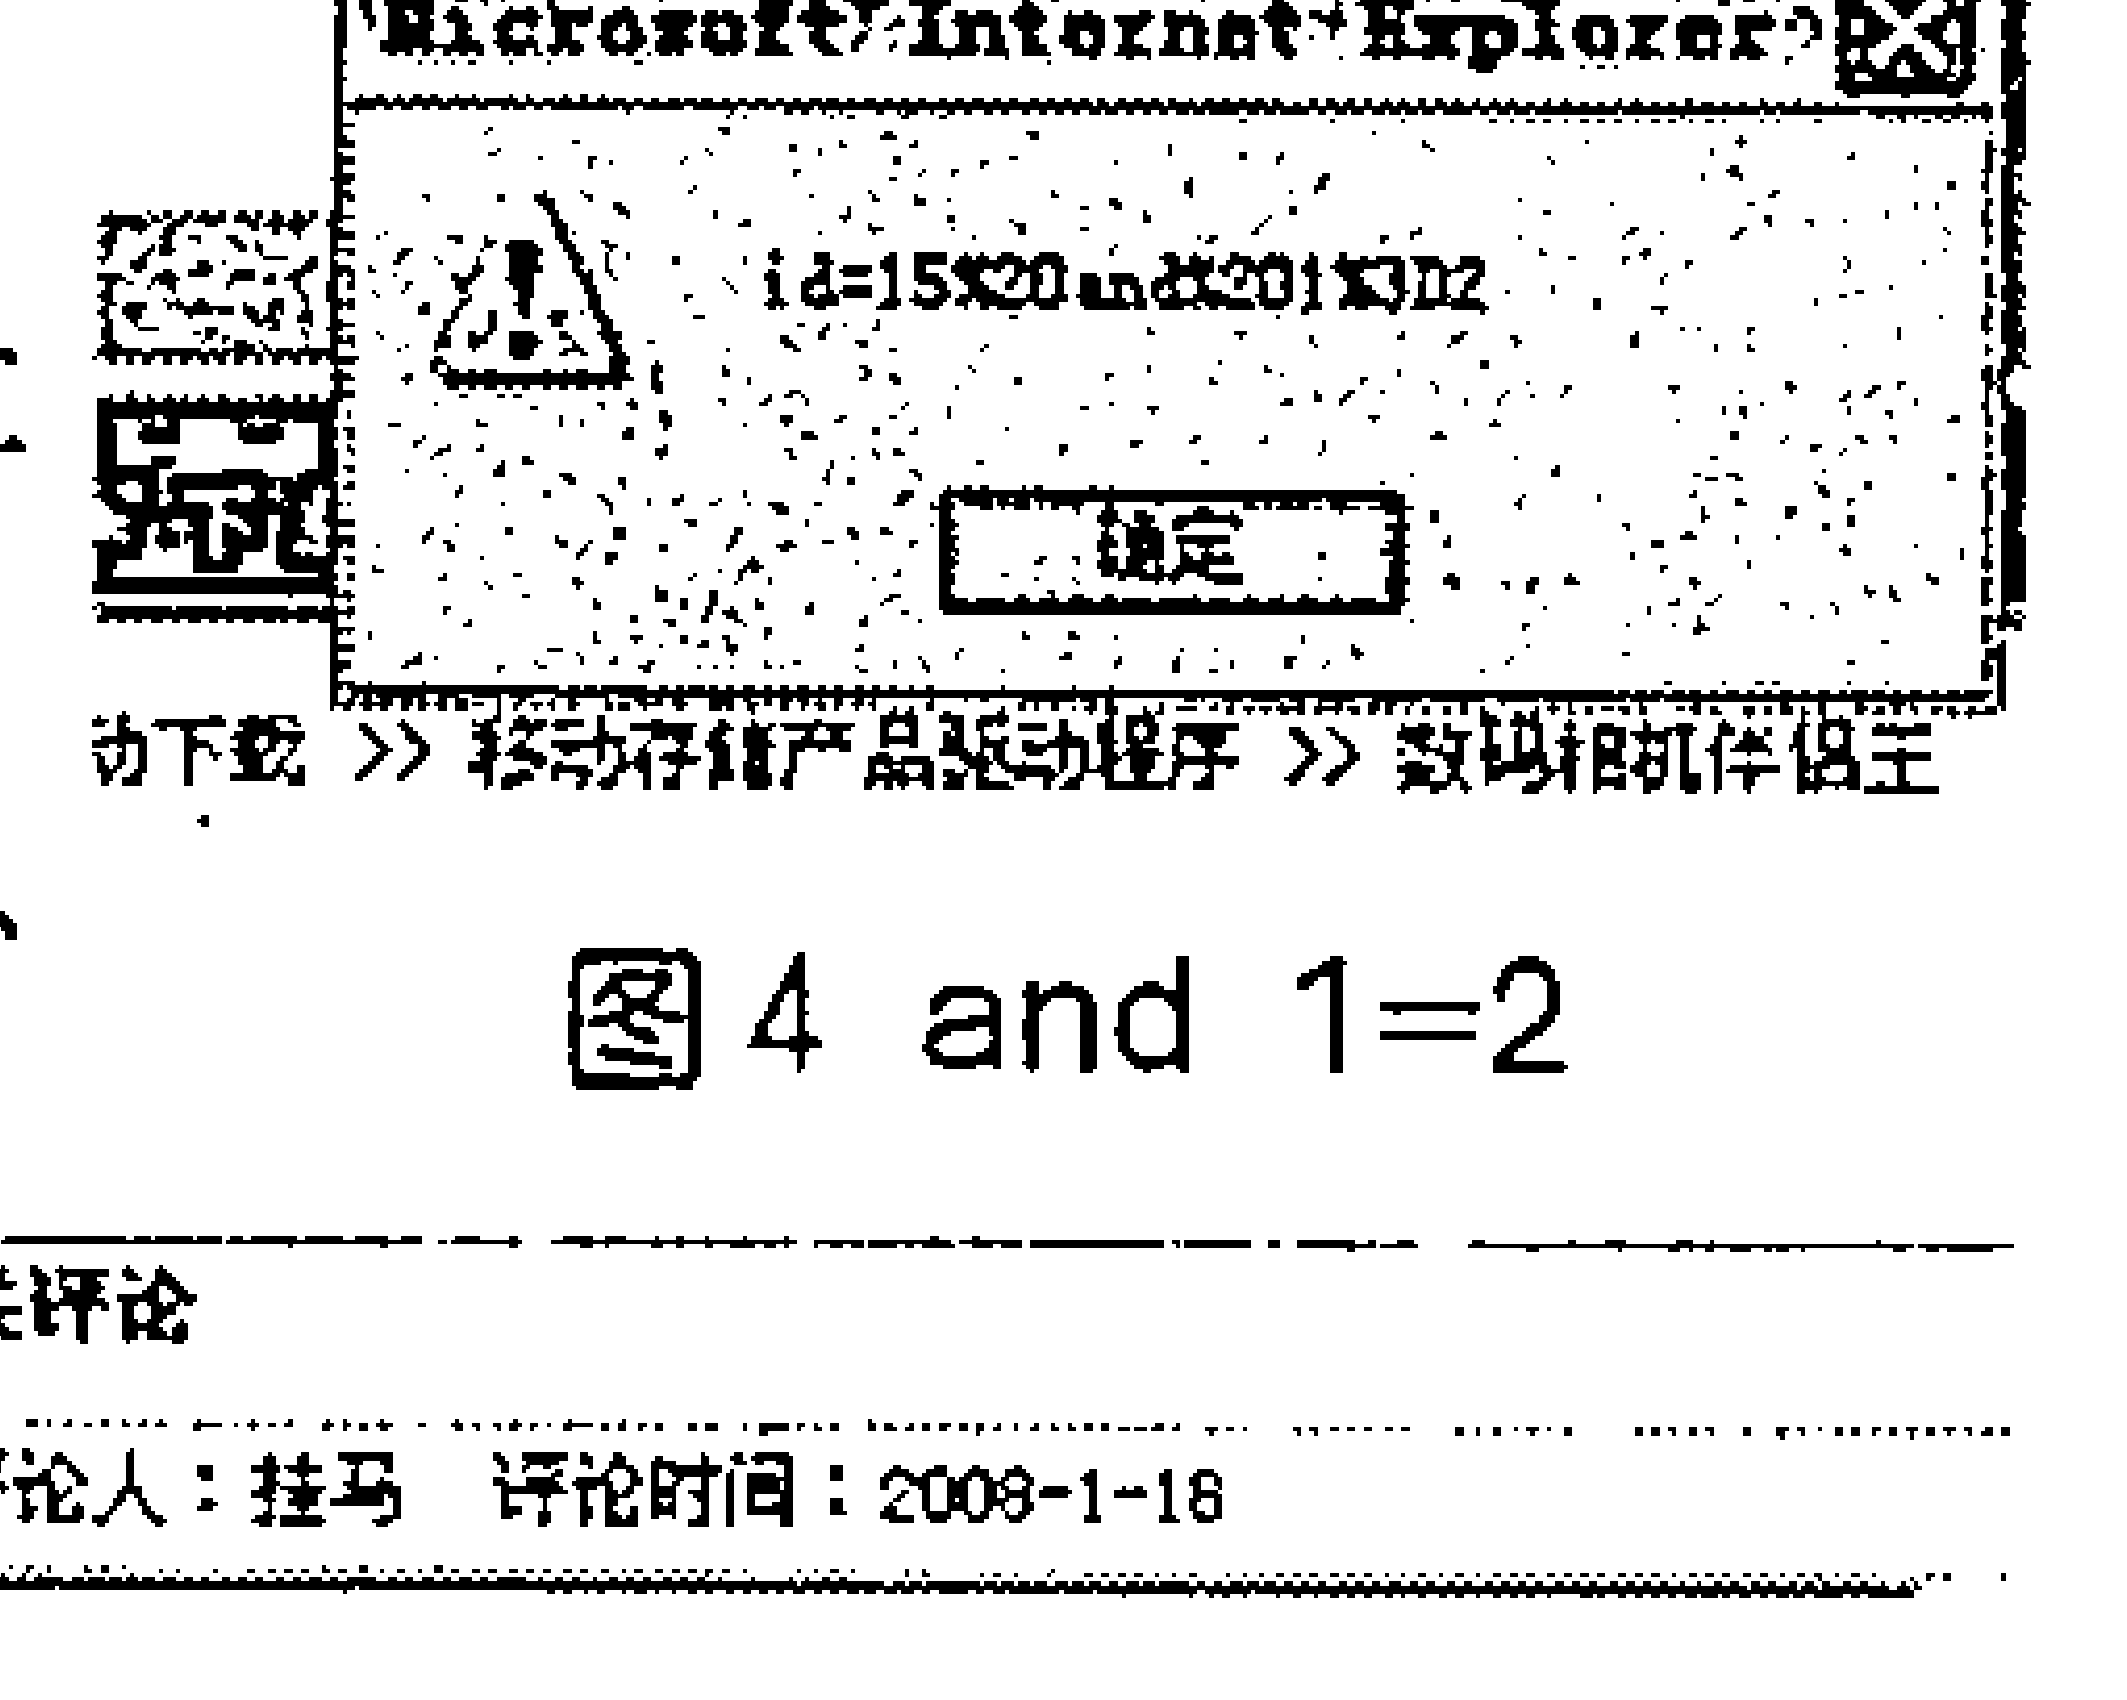 Microsoft Internet Explorer
id=15%20and%201%3D2
确定
动下载 >> 移动存储产品驱动程序 >> 数码相机伴侣王
图 4 and 1=2
评论
论人：挂马 评论时间：2008-1-16